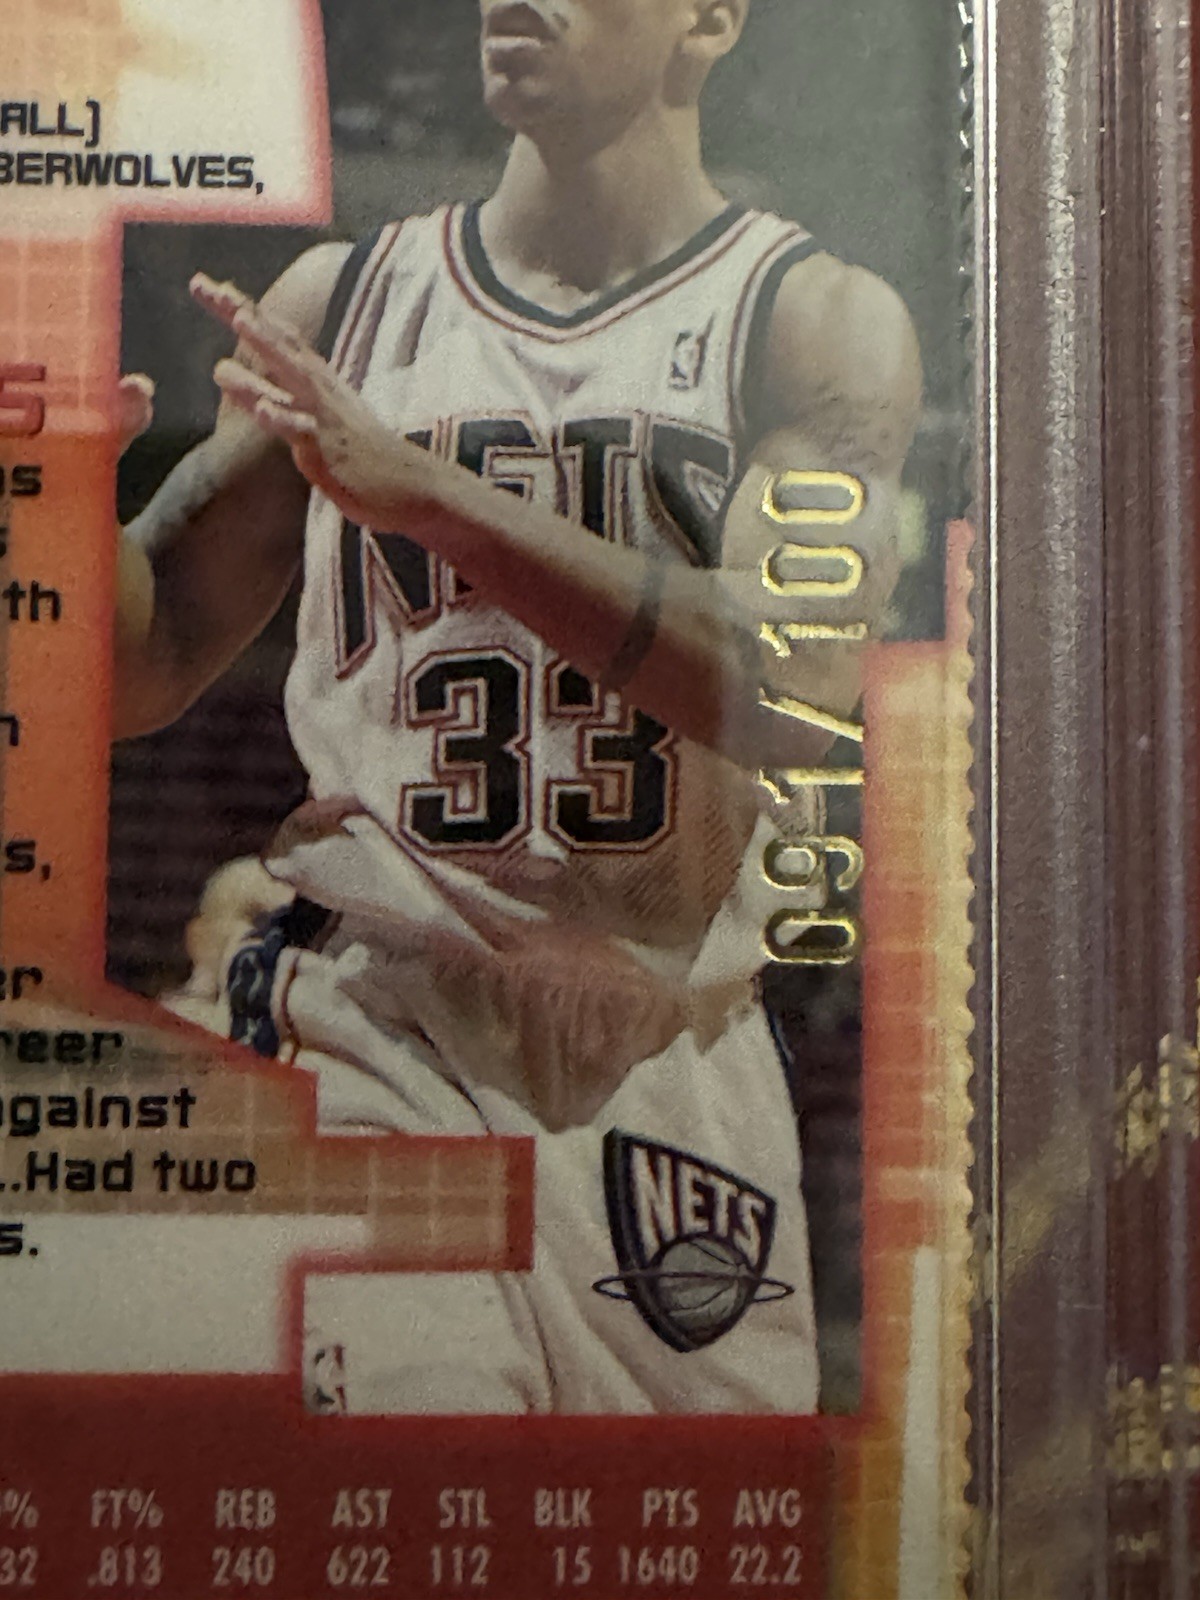 ALL)
BERWOLVES,
S
as
s
th
n
s,
er
reer
against
...Had two
s.
NETS
33
091/100
NETS
% FT% REB AST STL BLK PTS AVG
32 .813 240 622 112 15 1640 22.2